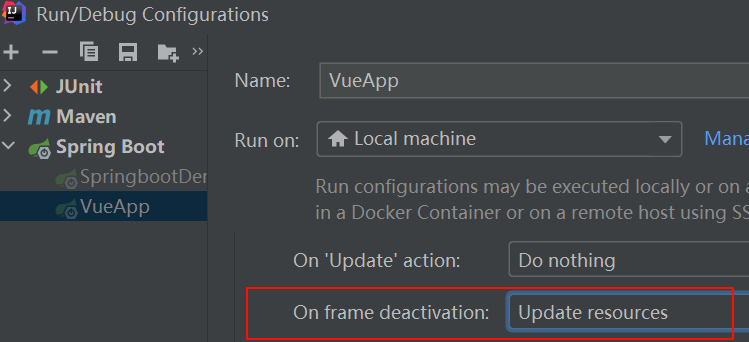 Run/Debug Configurations
Name: VueApp
JUnit
Maven
Run on: Local machine Mana
Spring Boot
SpringbootDer
Run configurations may be executed locally or on a
VueApp
in a Docker Container or on a remote host using SS
On 'Update' action: Do nothing
On frame deactivation: Update resources